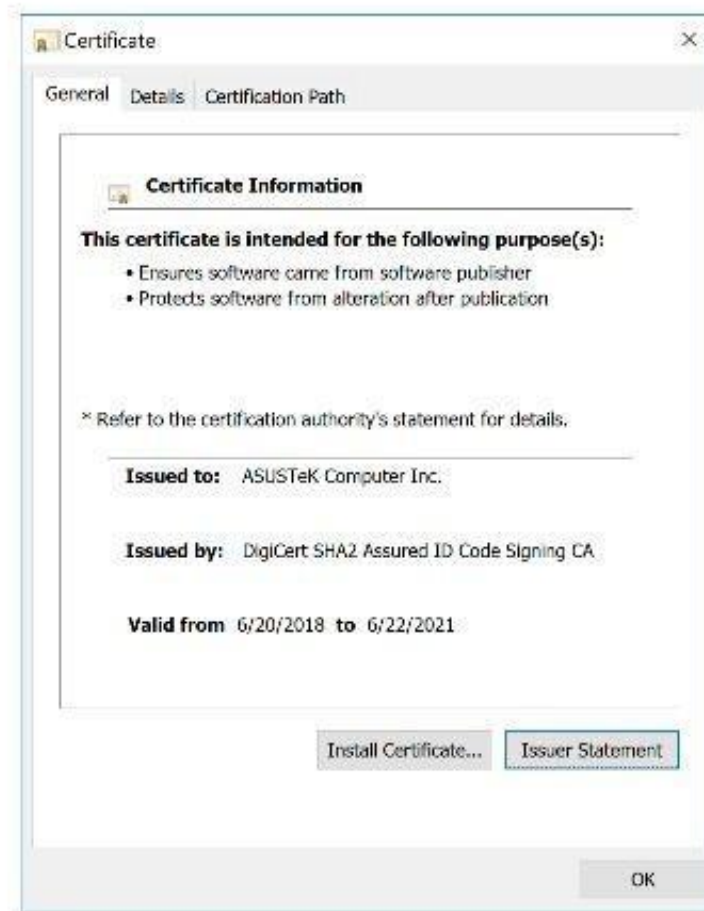 Certificate
General Details Certification Path
Certificate Information
This certificate is intended for the following purpose(s):
• Ensures software came from software publisher
• Protects software from alteration after publication
* Refer to the certification authority's statement for details.
Issued to: ASUSTeK Computer Inc.
Issued by: DigiCert SHA2 Assured ID Code Signing CA
Valid from 6/20/2018 to 6/22/2021
Install Certificate... Issuer Statement
OK